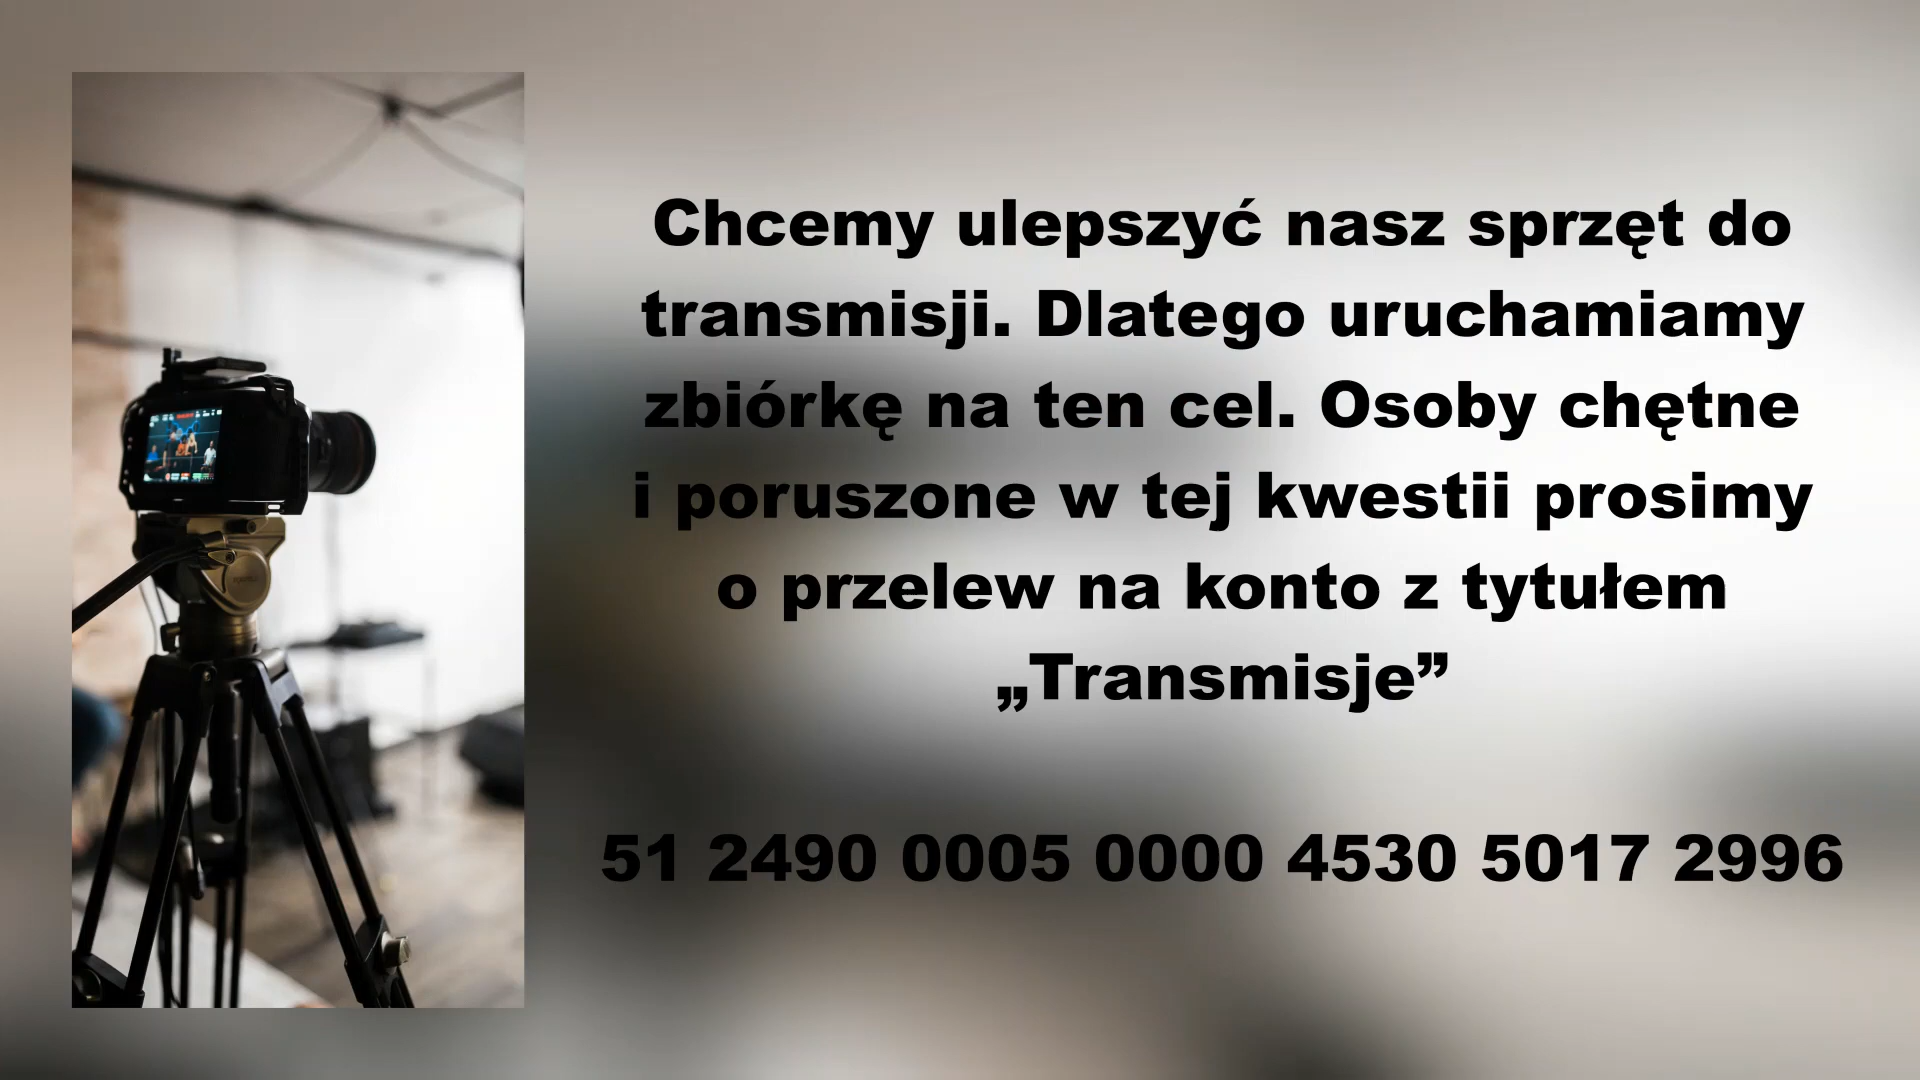 Chcemy ulepszyć nasz sprzęt do
transmisji. Dlatego uruchamiamy
zbiórkę na ten cel. Osoby chętne
i poruszone w tej kwestii prosimy
o przelew na konto z tytułem
„Transmisje”
51 2490 0005 0000 4530 5017 2996